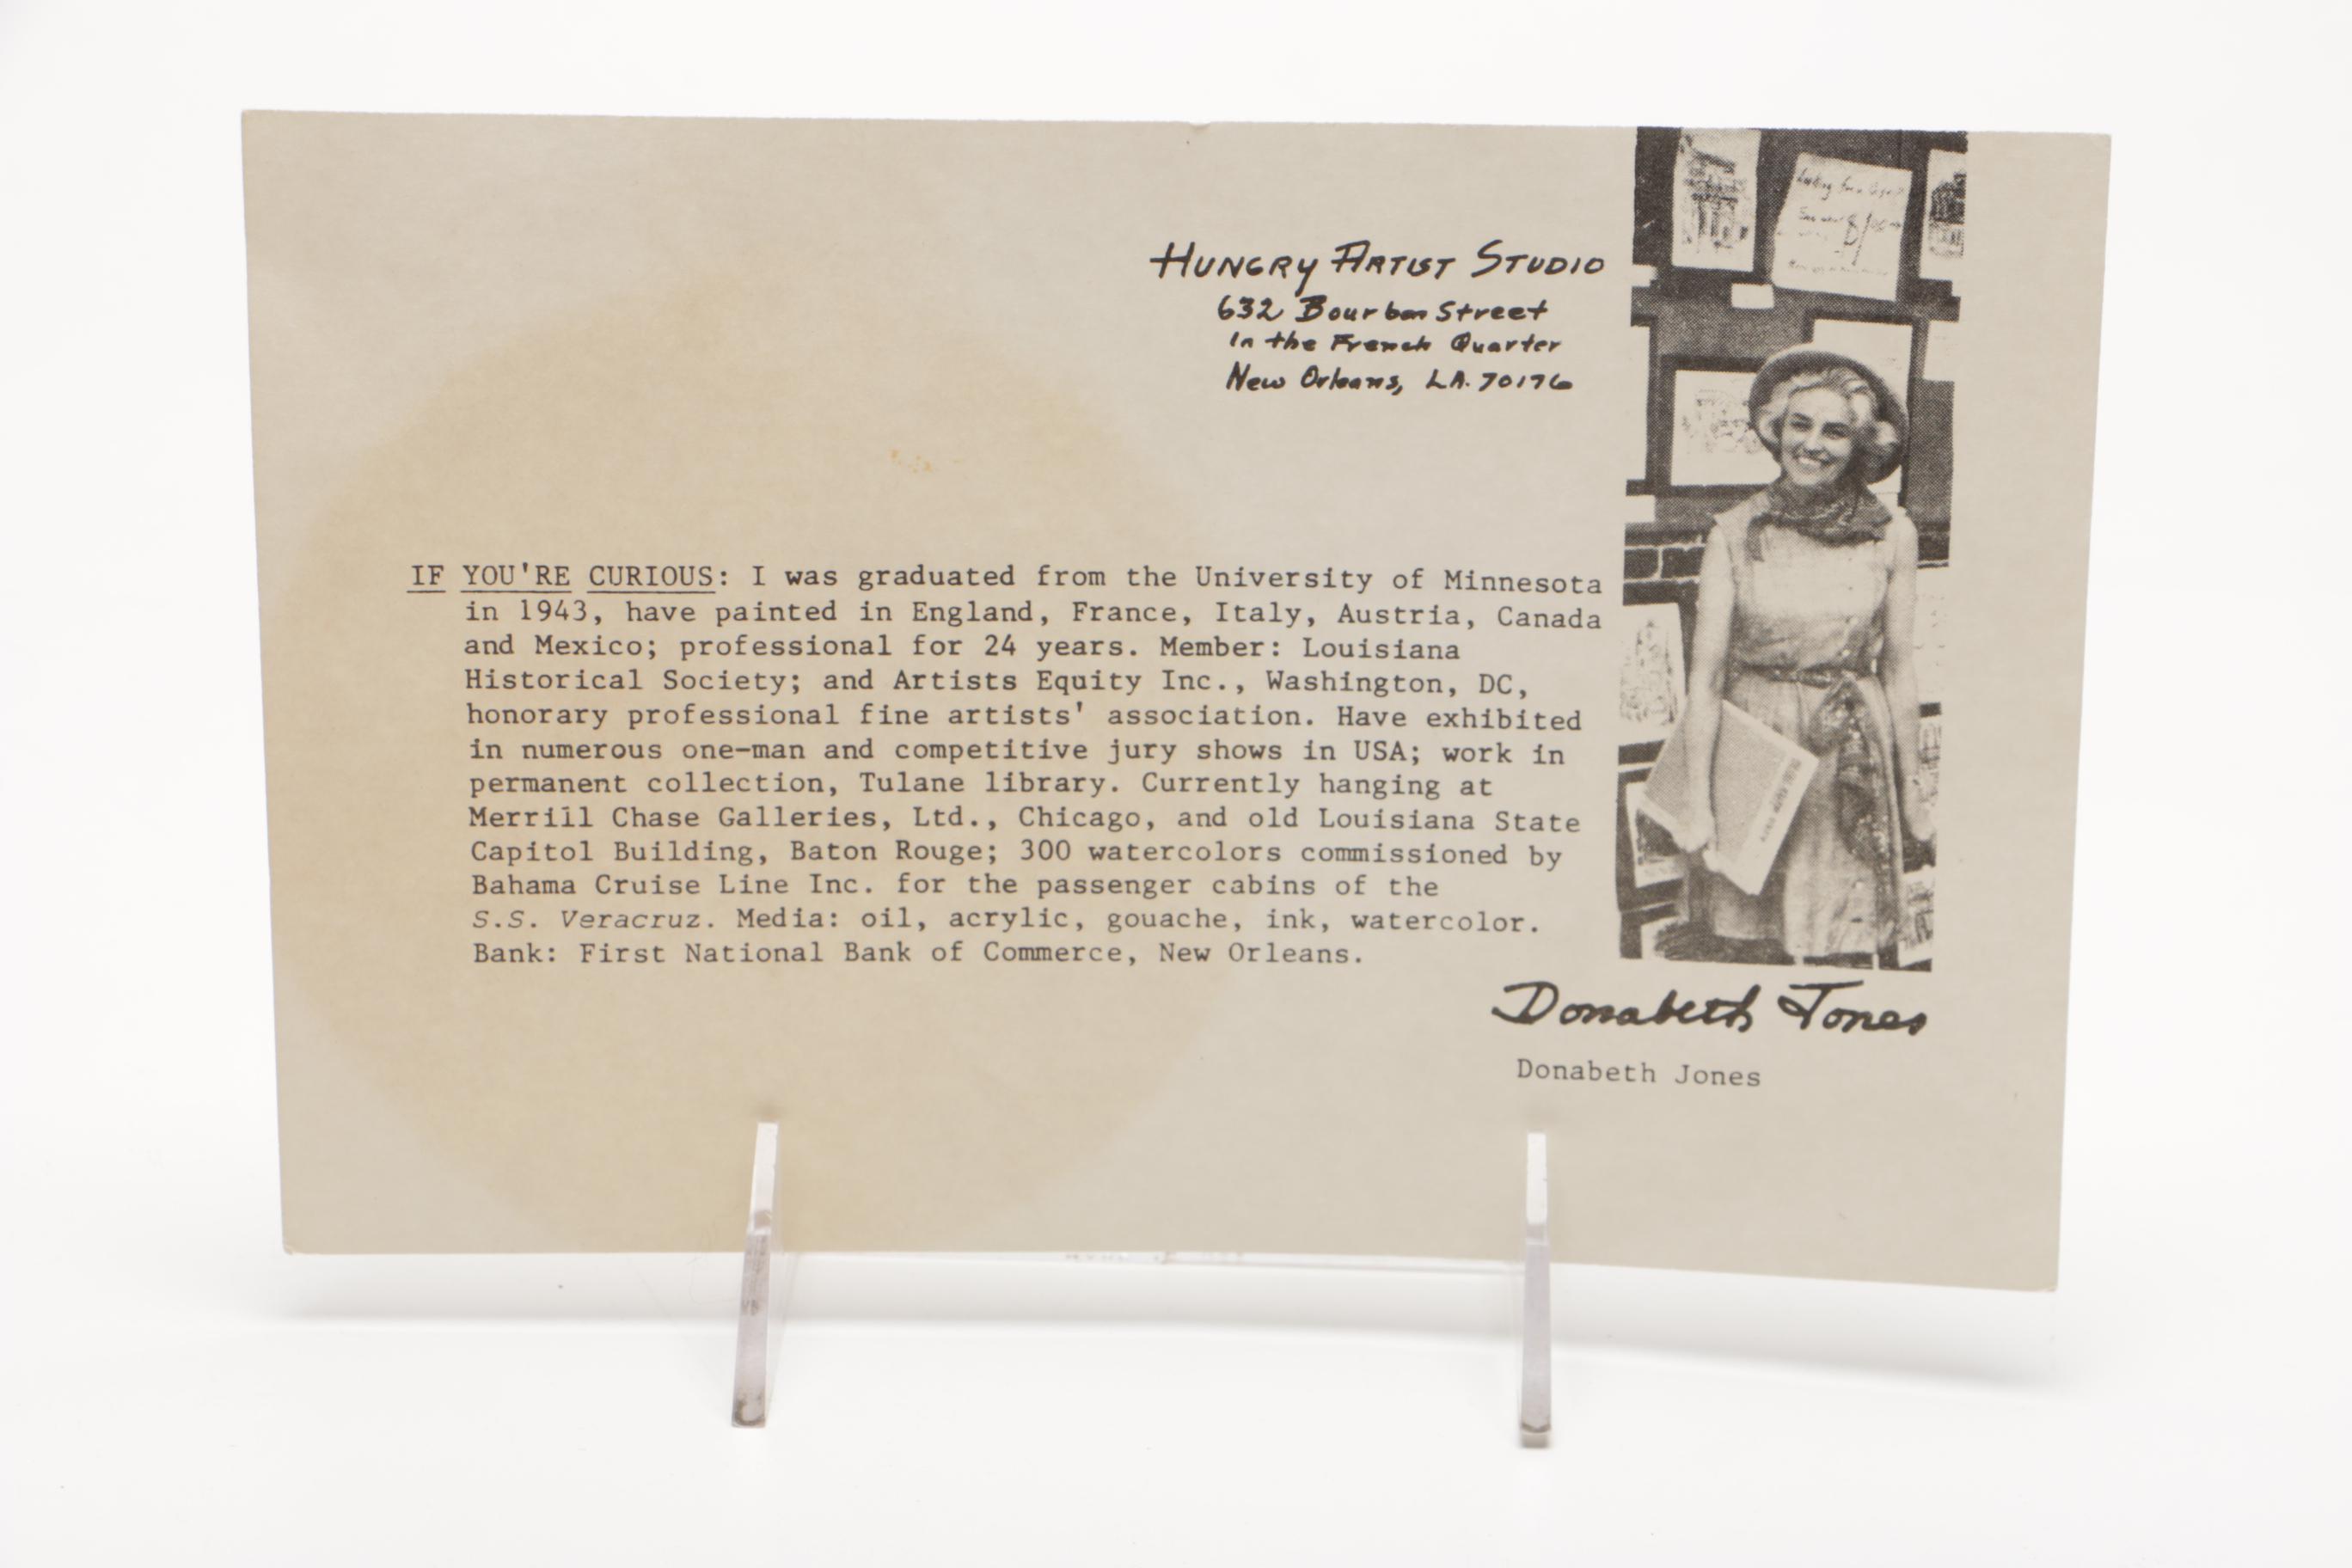 HUNGRY ARTIST STUDIO
632 Bourbon Street
in the French Quarter
New Orleans, LA. 70176
IF YOU'RE CURIOUS: I was graduated from the University of Minnesota
in 1943, have painted in England, France, Italy, Austria, Canada
and Mexico; professional for 24 years. Member: Louisiana
Historical Society; and Artists Equity Inc., Washington, DC,
honorary professional fine artists' association. Have exhibited
in numerous one-man and competitive jury shows in USA; work in
permanent collection, Tulane library. Currently hanging at
Merrill Chase Galleries, Ltd., Chicago, and old Louisiana State
Capitol Building, Baton Rouge; 300 watercolors commissioned by
Bahama Cruise Line Inc. for the passenger cabins of the
S.S. Veracruz. Media: oil, acrylic, gouache, ink, watercolor.
Bank: First National Bank of Commerce, New Orleans.
Donabeth Jones
Donabeth Jones